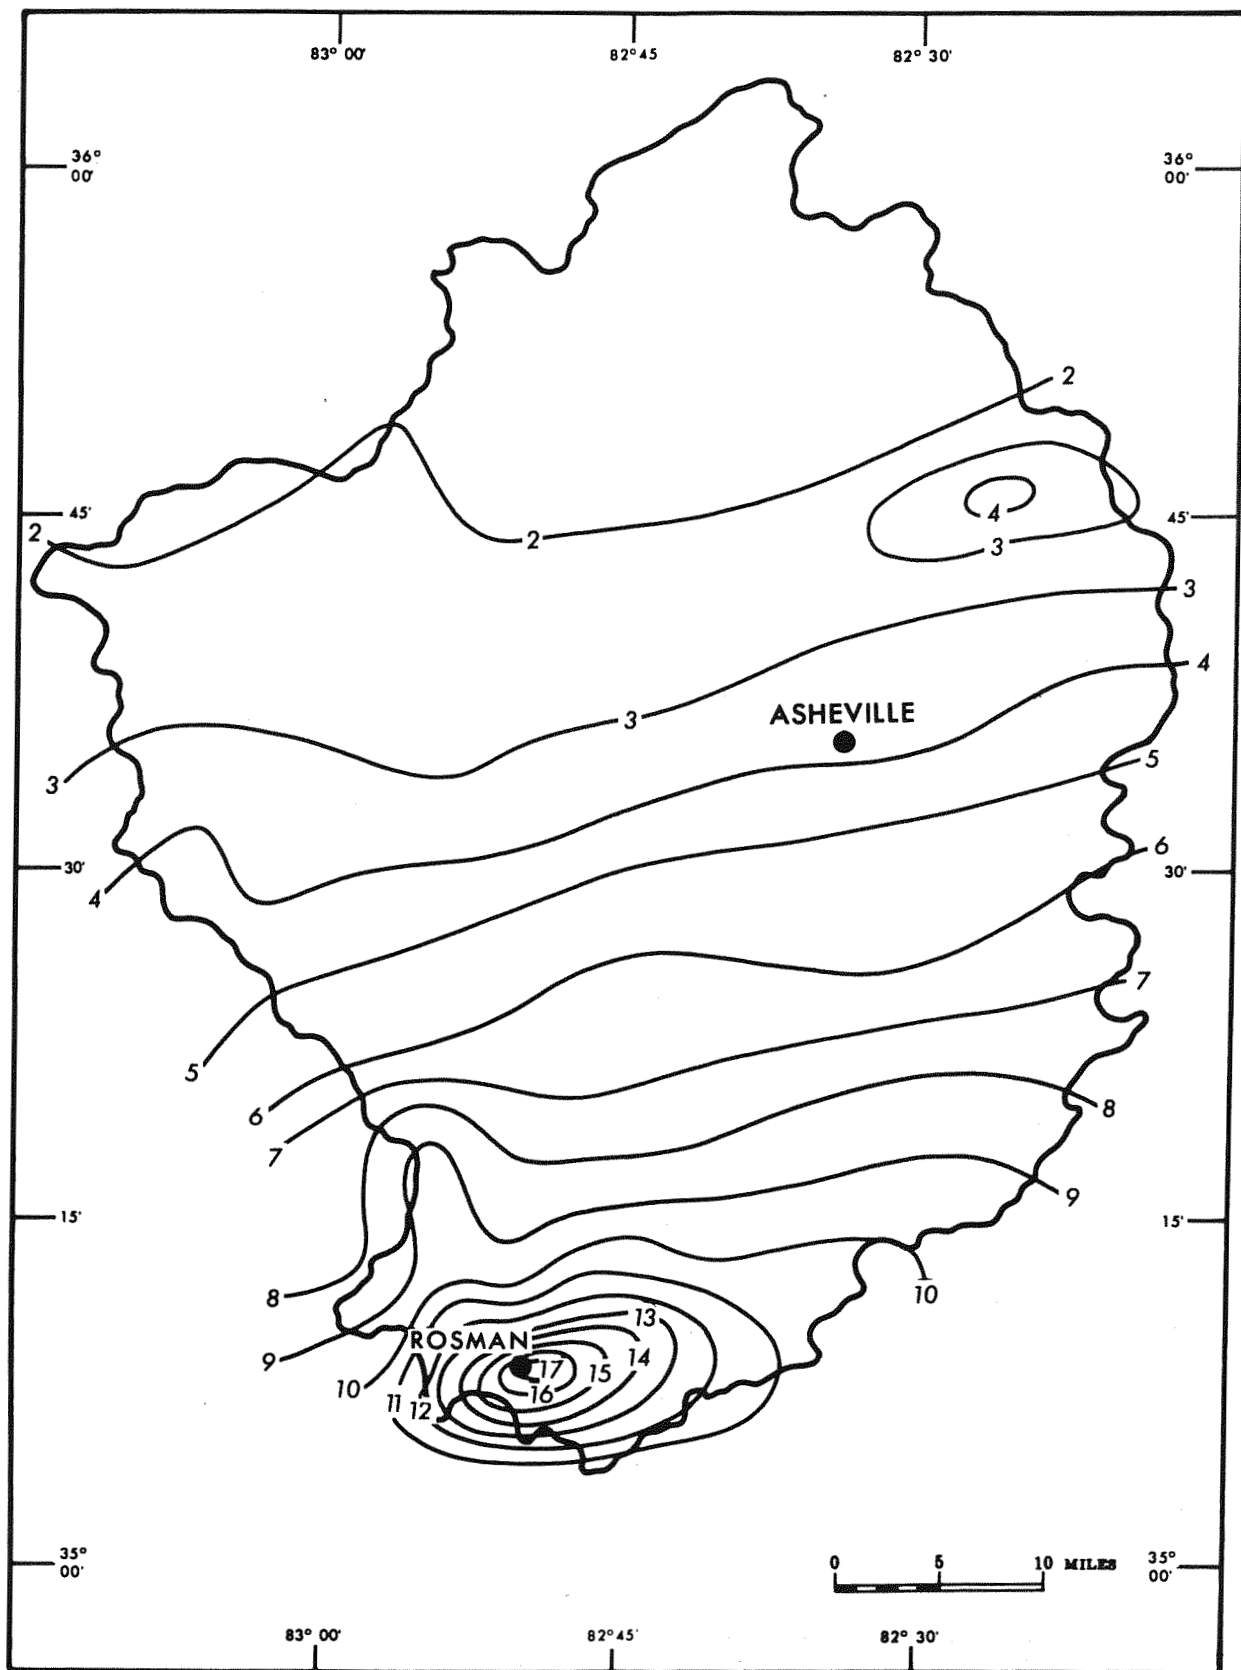 83° 00' 82° 45 82° 30'
36° 00' 36° 00'
2
45' 45'
2 2 4
3
3
4
ASHEVILLE
3
3 5
6
30' 30'
4
7
5
6 8
7
9
15' 15'
8 10
9 ROSMAN 13
10 11 12 17 16 15 14
0 5 10 MILES
35° 00' 35° 00'
83° 00' 82° 45' 82° 30'